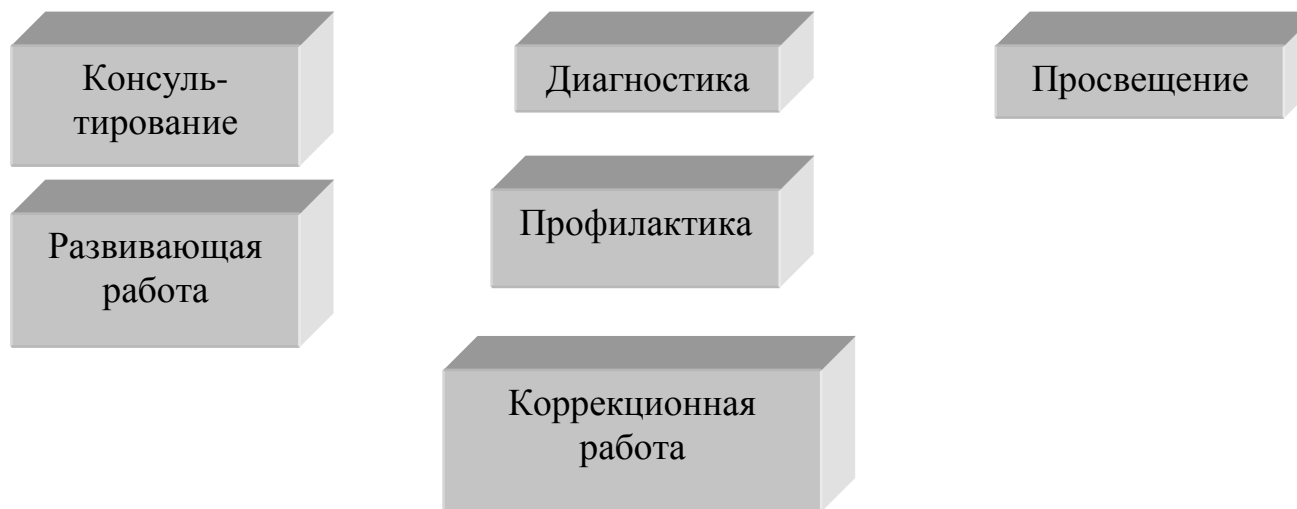 Консуль-
тирование
Диагностика
Просвещение
Развивающая
работа
Профилактика
Коррекционная
работа